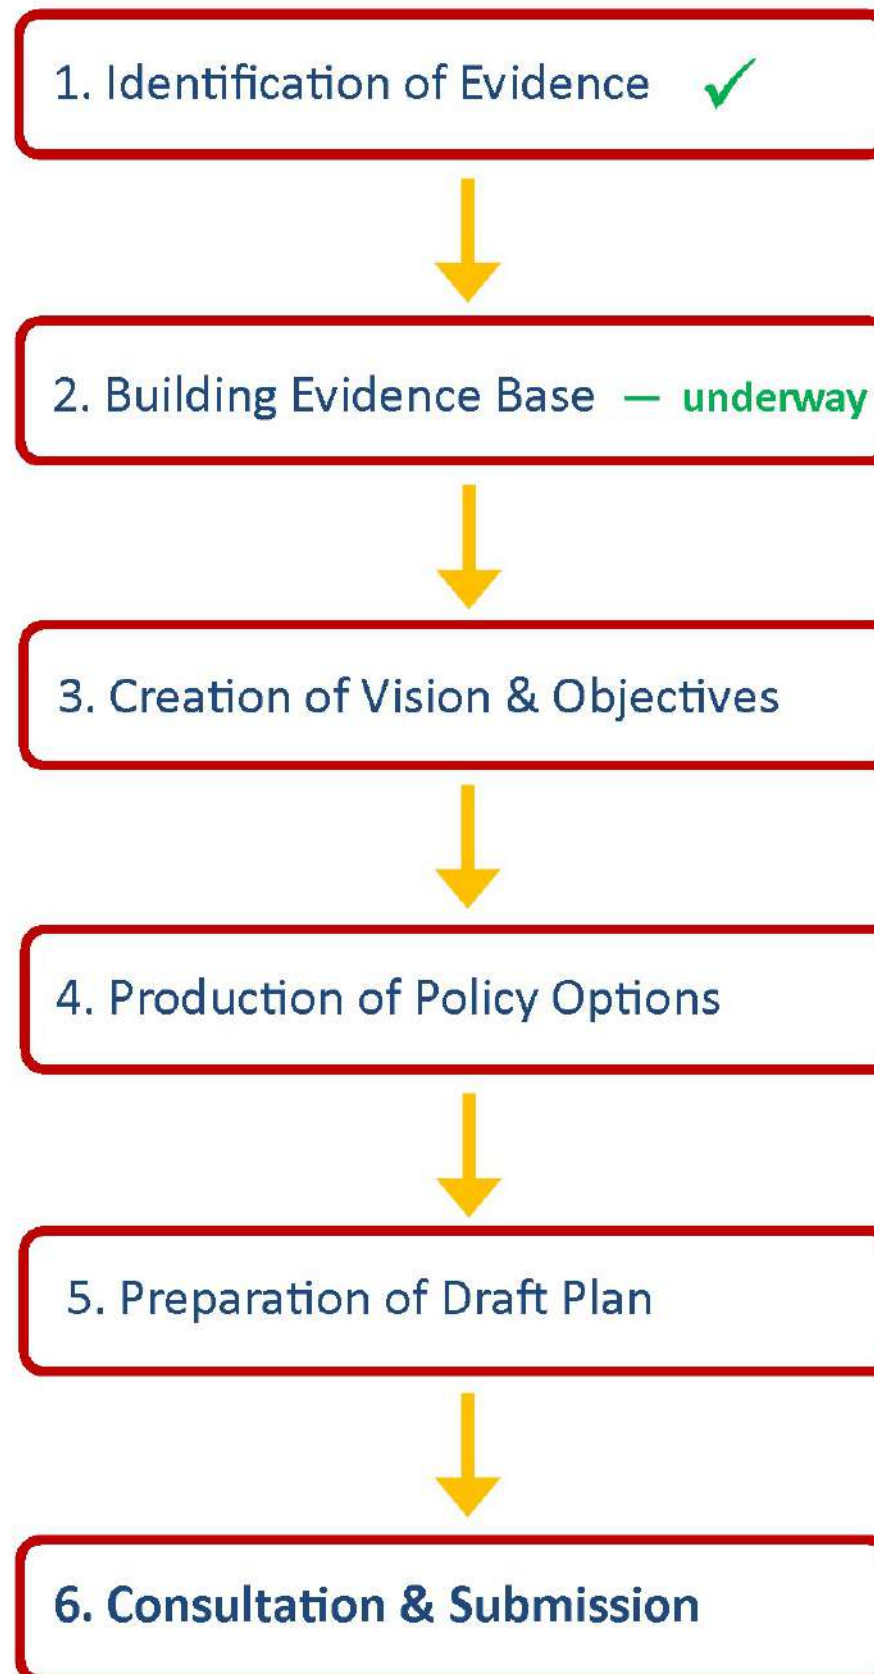 1. Identification of Evidence ✓
2. Building Evidence Base — underway
3. Creation of Vision & Objectives
4. Production of Policy Options
5. Preparation of Draft Plan
6. Consultation & Submission